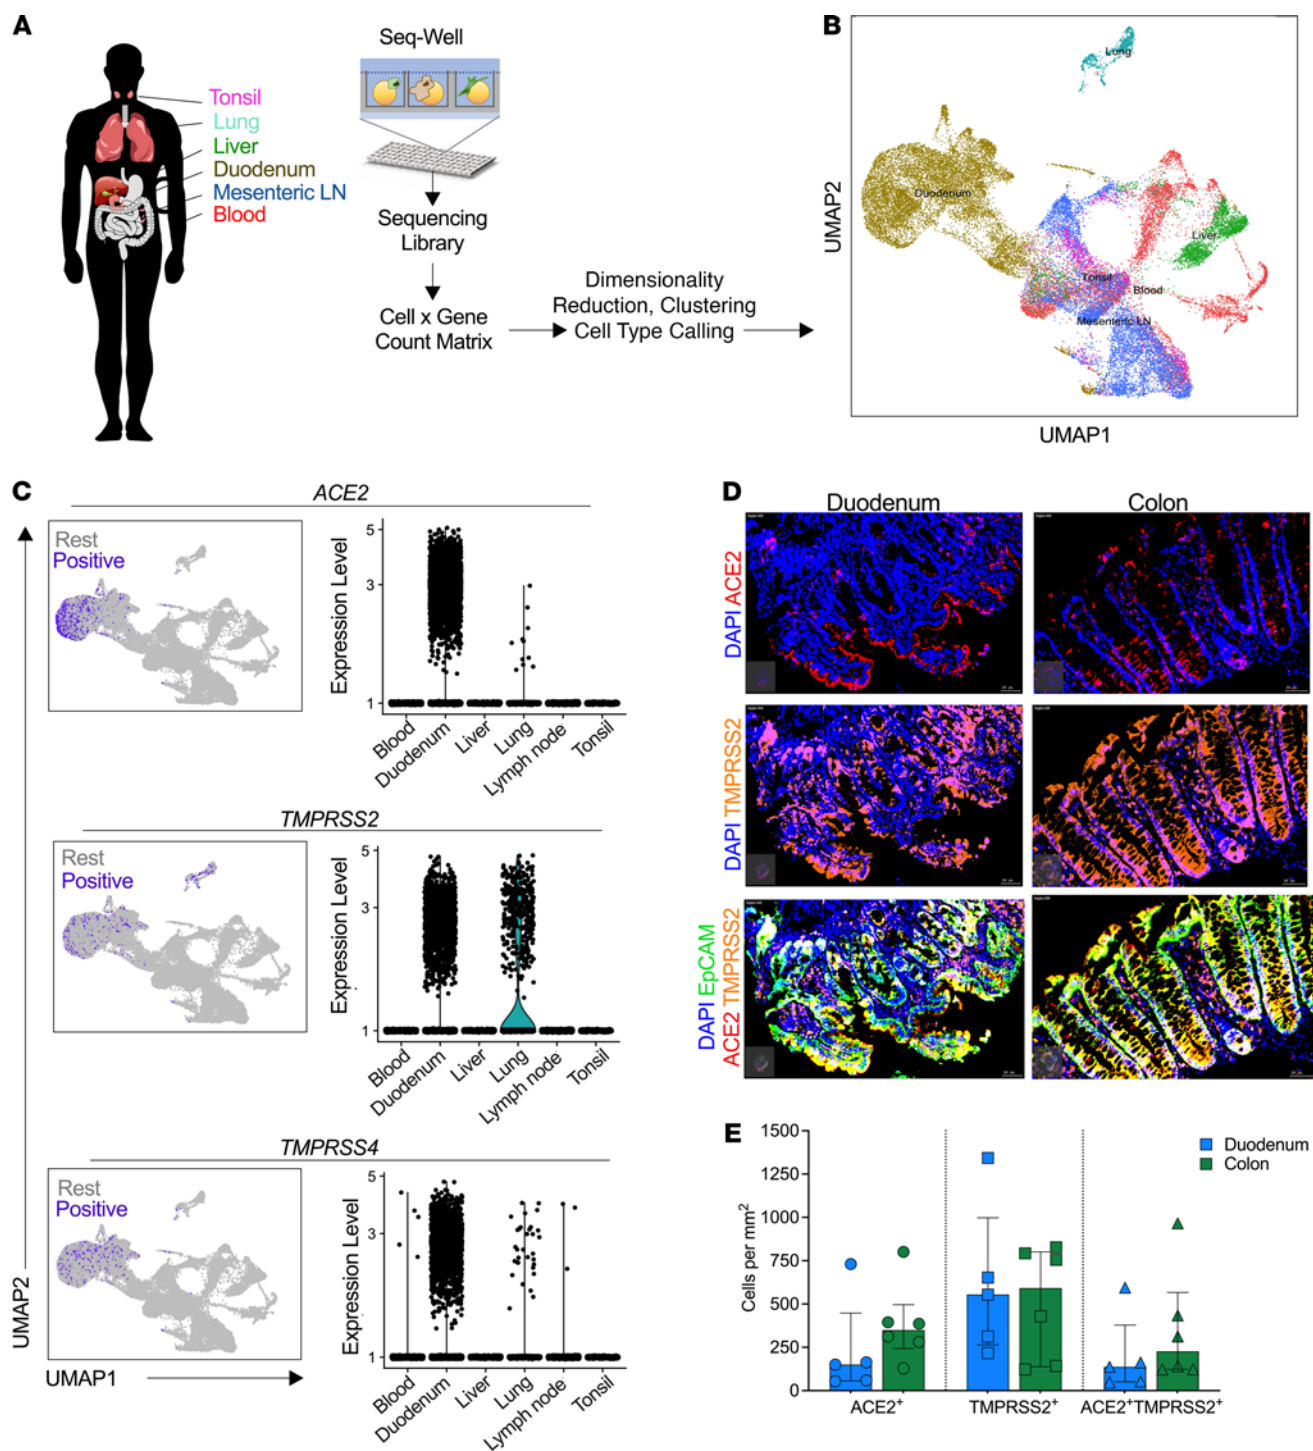 A
Seq-Well
Tonsil
Lung
Liver
Duodenum
Mesenteric LN
Blood
Sequencing
Library
Cell x Gene
Count Matrix
Dimensionality
Reduction, Clustering
Cell Type Calling
B
Lung
Duodenum
Liver
Tonsil
Blood
Mesenteric LN
UMAP2
UMAP1
C
ACE2
Rest
Positive
Expression Level
5
3
1
Blood
Duodenum
Liver
Lung
Lymph node
Tonsil
TMPRSS2
Rest
Positive
Expression Level
5
3
1
Blood
Duodenum
Liver
Lung
Lymph node
Tonsil
TMPRSS4
Rest
Positive
Expression Level
5
3
1
Blood
Duodenum
Liver
Lung
Lymph node
Tonsil
UMAP2
UMAP1
D
Duodenum
Colon
DAPI ACE2
DAPI TMPRSS2
DAPI EpCAM
ACE2 TMPRSS2
E
Cells per mm²
1500
1250
1000
750
500
250
0
ACE2⁺
TMPRSS2⁺
ACE2⁺TMPRSS2⁺
Duodenum
Colon